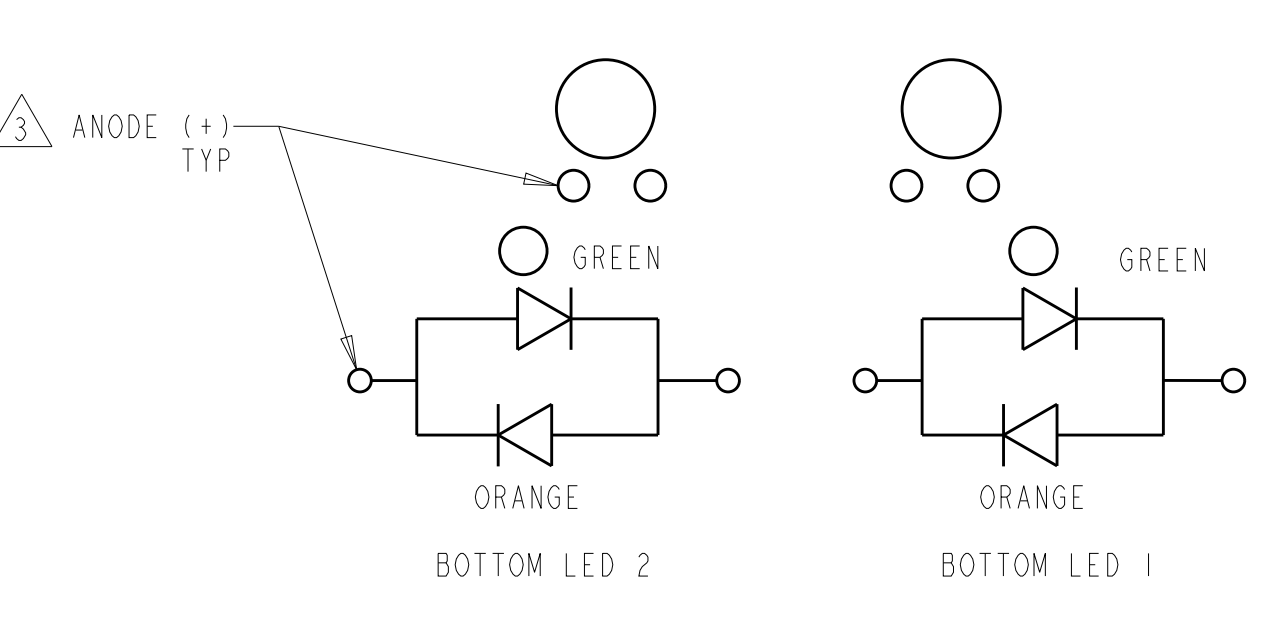 3 ANODE (+)
TYP
GREEN
GREEN
ORANGE
ORANGE
BOTTOM LED 2
BOTTOM LED 1